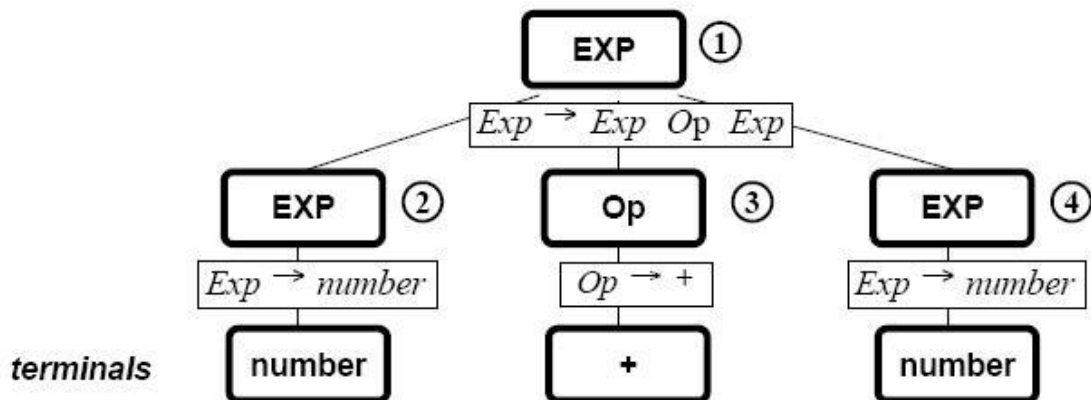 EXP ①
Exp → Exp Op Exp
EXP ② Op ③ EXP ④
Exp → number Op → + Exp → number
terminals number + number